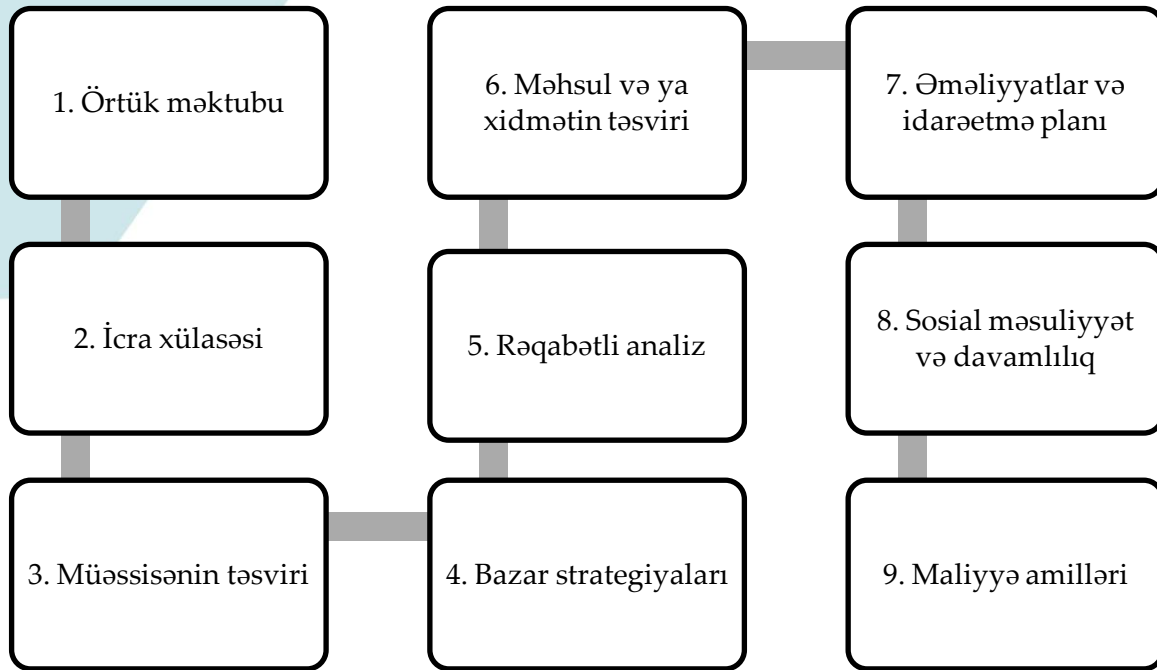 1. Örtük məktubu
2. İcra xülasəsi
3. Müəssisənin təsviri
4. Bazar strategiyaları
5. Rəqabətli analiz
6. Məhsul və ya
xidmətin təsviri
7. Əməliyyatlar və
idarəetmə planı
8. Sosial məsuliyyət
və davamlılıq
9. Maliyyə amilləri